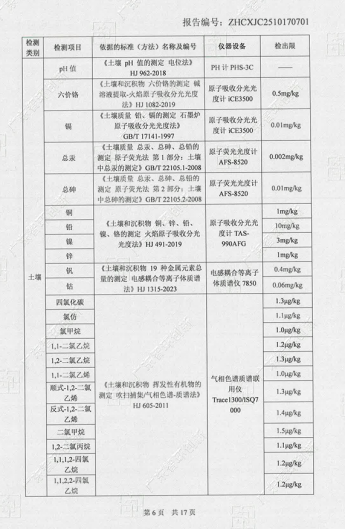 报告编号：ZHCXJC2510170701
检测类别 检测项目 依据的标准（方法）名称及编号 仪器设备 检出限
土壤
pH 值 《土壤 pH 值的测定 电位法》 HJ 962-2018 PH 计 PHS-3C ——
六价铬 《土壤和沉积物 六价铬的测定 碱溶液提取-火焰原子吸收分光光度法》HJ 1082-2019 原子吸收分光光度计 iCE3500 0.5mg/kg
镉 《土壤质量 铅、镉的测定 石墨炉原子吸收分光光度法》 GB/T 17141-1997 原子吸收分光光度计 iCE3500 0.01mg/kg
总汞 《土壤质量 总汞、总砷、总铅的测定 原子荧光法 第 1 部分：土壤中总汞的测定》GB/T 22105.1-2008 原子荧光光度计 AFS-8520 0.002mg/kg
总砷 《土壤质量 总汞、总砷、总铅的测定 原子荧光法 第 2 部分：土壤中总砷的测定》GB/T 22105.2-2008 原子荧光光度计 AFS-8520 0.01mg/kg
铜 《土壤和沉积物 铜、锌、铅、镍、铬的测定 火焰原子吸收分光光度法》HJ 491-2019 原子吸收分光光度计 TAS-990AFG 1mg/kg
铅 10mg/kg
镍 3mg/kg
锌 1mg/kg
钒 《土壤和沉积物 19 种金属元素总量的测定 电感耦合等离子体质谱法》HJ 1315-2023 电感耦合等离子体质谱仪 7850 0.4mg/kg
钴 0.06mg/kg
四氯化碳 《土壤和沉积物 挥发性有机物的测定 吹扫捕集/气相色谱-质谱法》 HJ 605-2011 气相色谱质谱联用仪 Trace1300/ISQ7000 1.3μg/kg
氯仿 1.1μg/kg
氯甲烷 1.0μg/kg
1,1-二氯乙烷 1.2μg/kg
1,2-二氯乙烷 1.3μg/kg
1,1-二氯乙烯 1.0μg/kg
顺式-1,2-二氯乙烯 1.3μg/kg
反式-1,2-二氯乙烯 1.4μg/kg
二氯甲烷 1.5μg/kg
1,2-二氯丙烷 1.1μg/kg
1,1,1,2-四氯乙烷 1.2μg/kg
1,1,2,2-四氯乙烷 1.2μg/kg
第 6 页 共 17 页